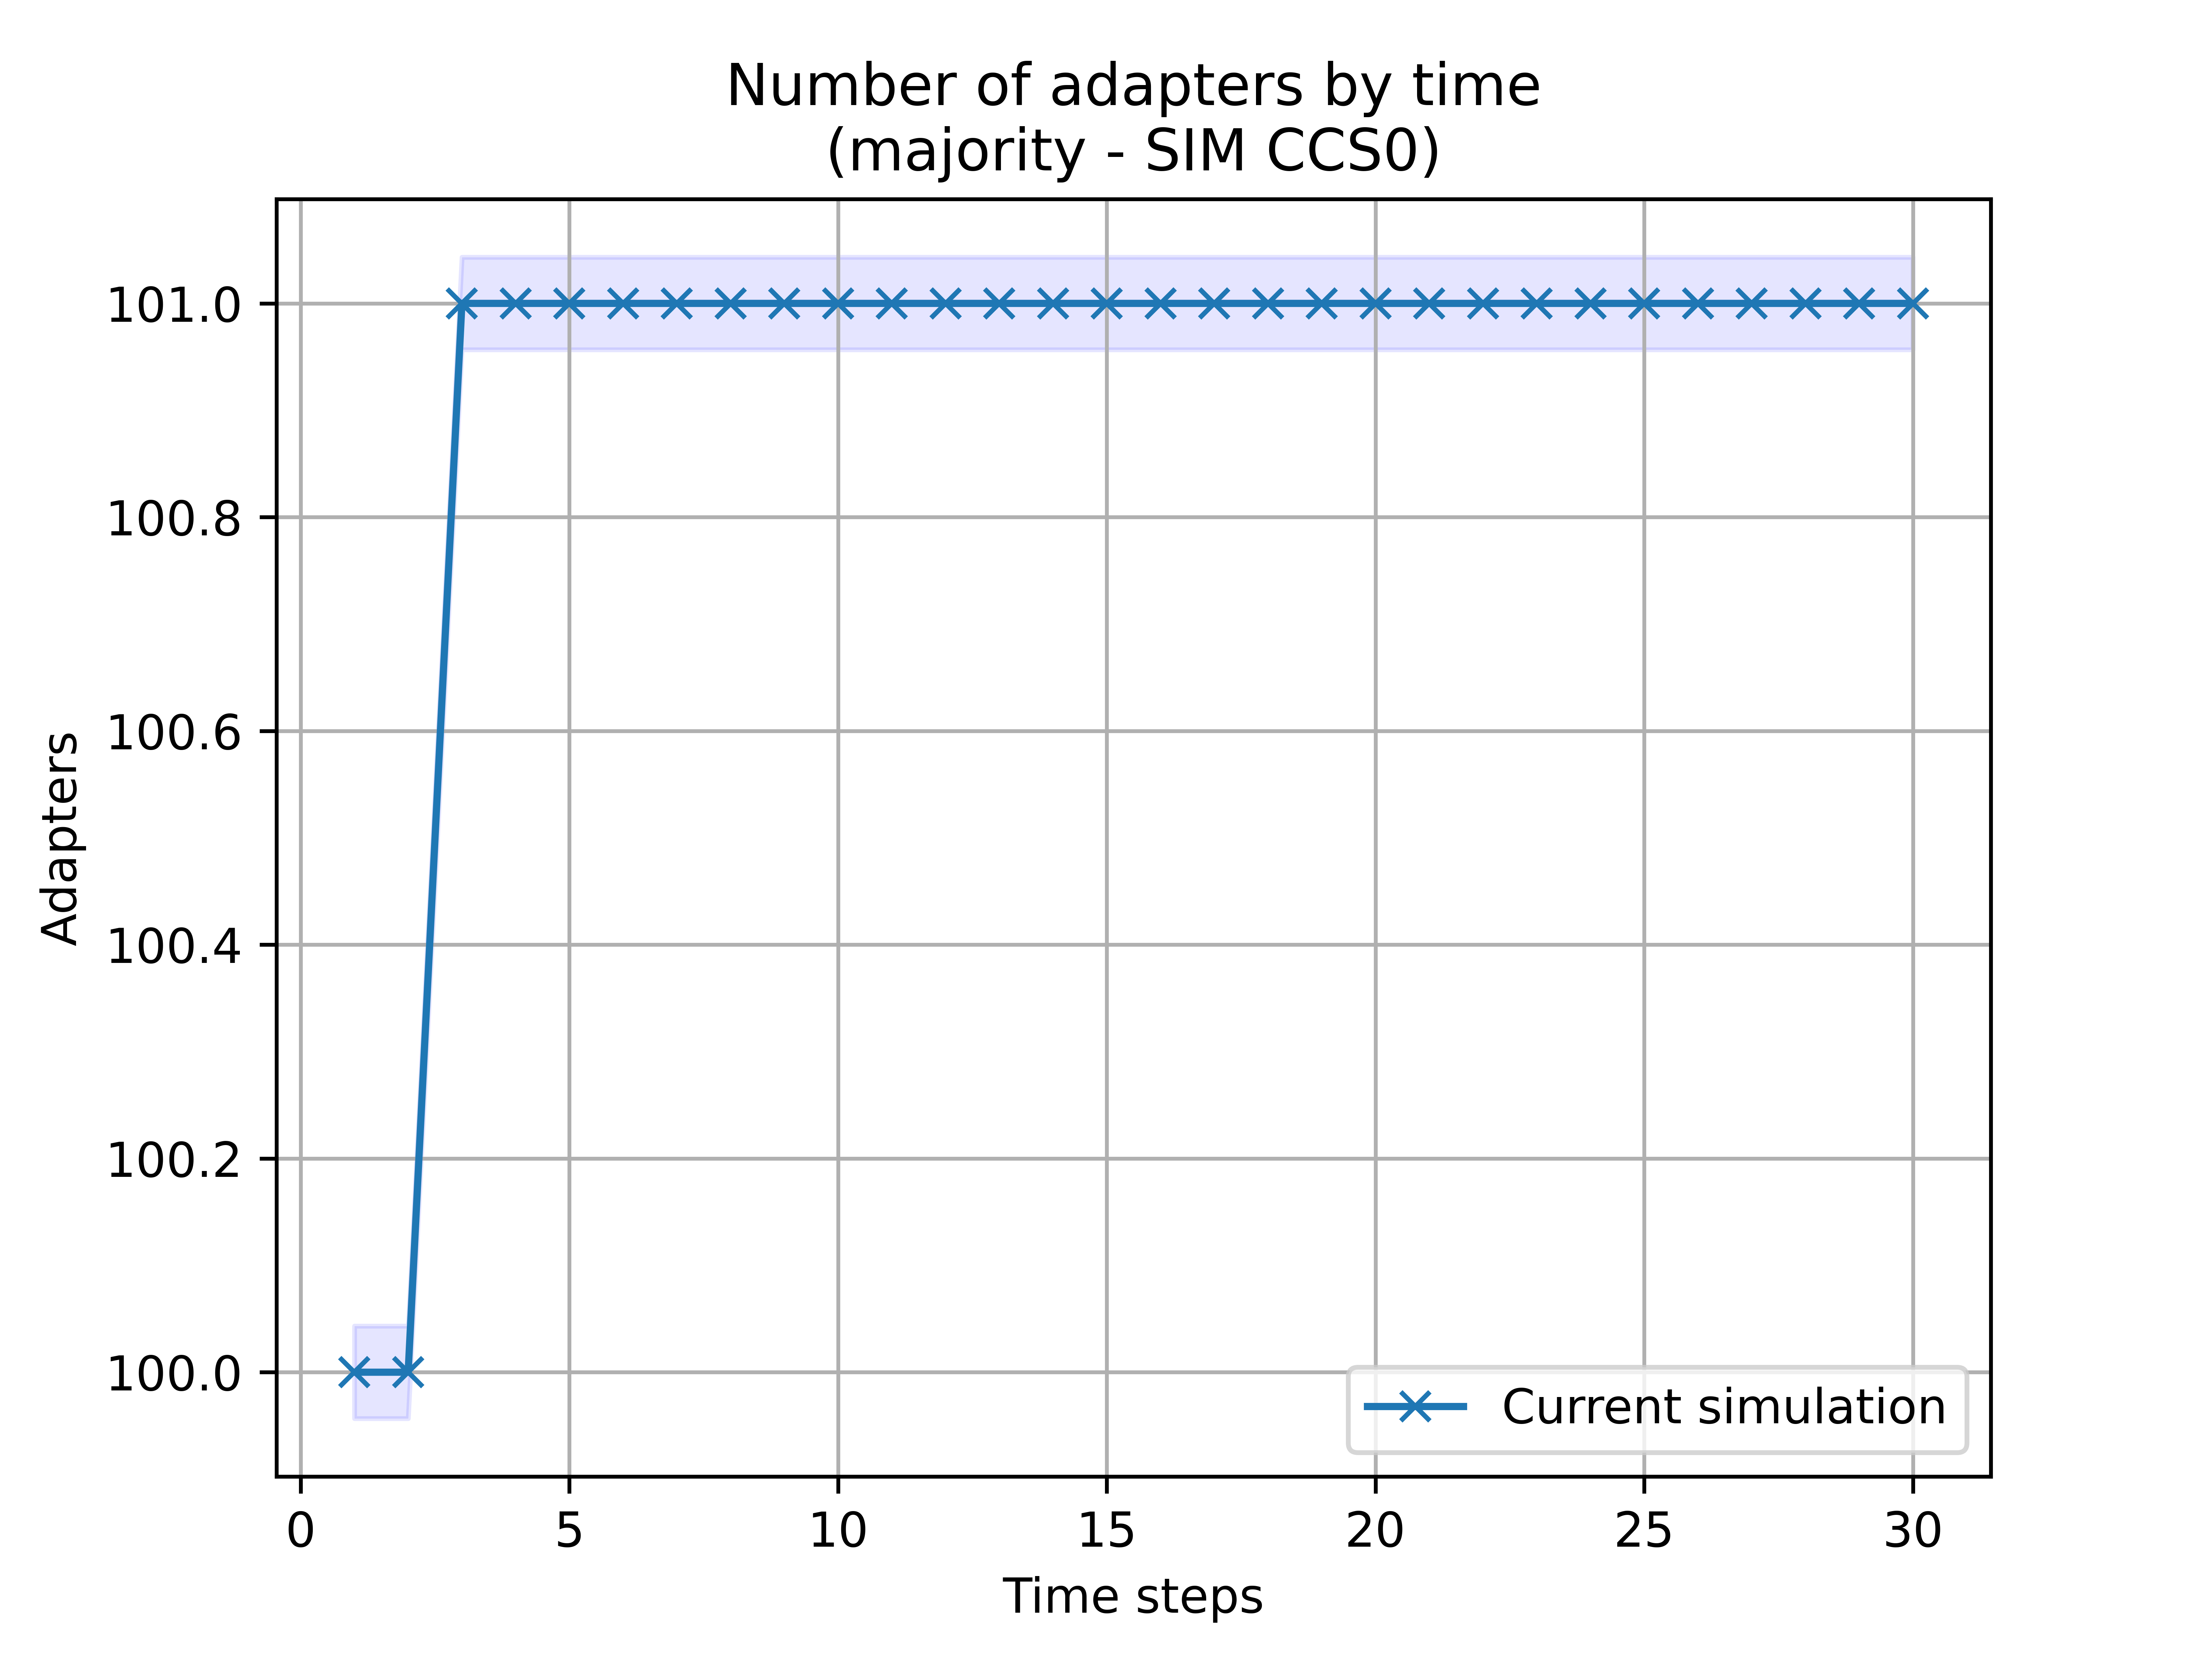 Number of adapters by time
(majority - SIM CCS0)
101.0
100.8
100.6
100.4
100.2
100.0
Adapters
Current simulation
0 5 10 15 20 25 30
Time steps